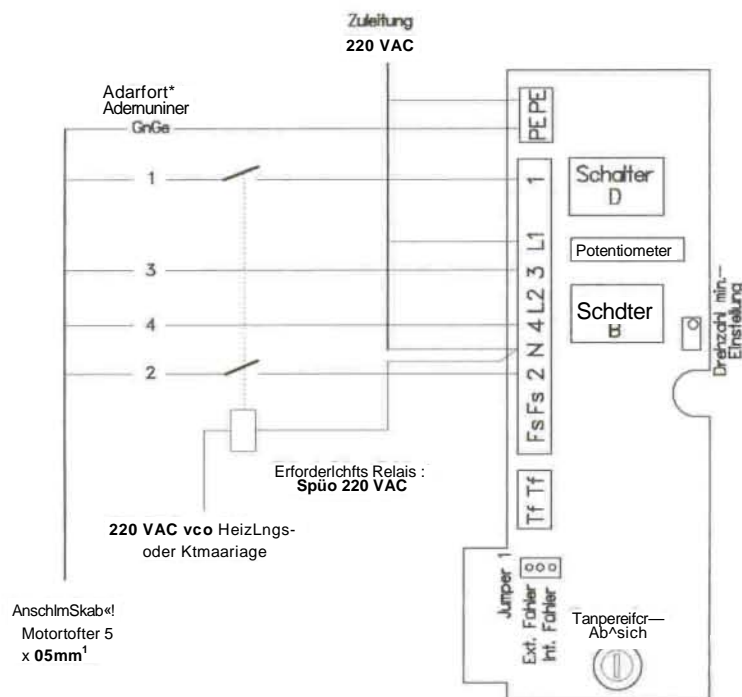 Zuleitung
220 VAC
Adarfort*
Adernuniner
GnGe
1
3
4
2
PE PE
1
L1
3
L2
4
N
2
Fs Fs
Tf Tf
Schalter
D
Potentiometer
Schdter
B
Drehzahl min.—
Einstellung
Erforderlchfts Relais :
Spüo 220 VAC
220 VAC vco HeizLngs-
oder Ktmaariage
Jumper 1
Ext. Fühler
Int. Fühler
Tanpereifcr—
Ab^sich
AnschlmSkab«!
Motortofter 5
x 05mm¹